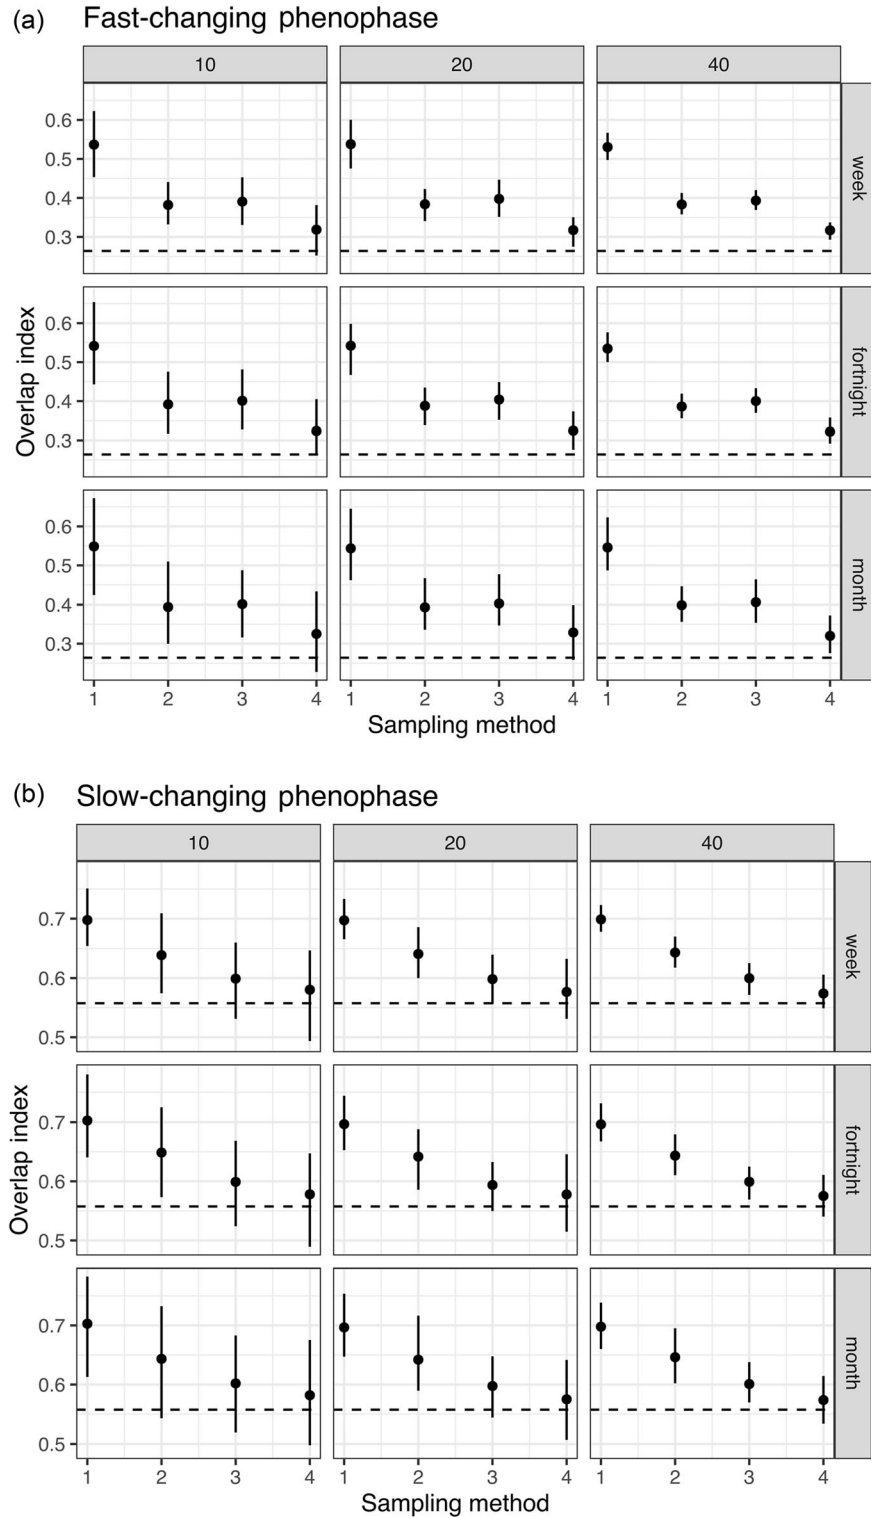 (a) Fast-changing phenophase
10 20 40
0.6
0.5
0.4
0.3
week
0.6
0.5
0.4
0.3
fortnight
0.6
0.5
0.4
0.3
month
Overlap index
1 2 3 4 1 2 3 4 1 2 3 4
Sampling method
(b) Slow-changing phenophase
10 20 40
0.7
0.6
0.5
week
0.7
0.6
0.5
fortnight
0.7
0.6
0.5
month
Overlap index
1 2 3 4 1 2 3 4 1 2 3 4
Sampling method